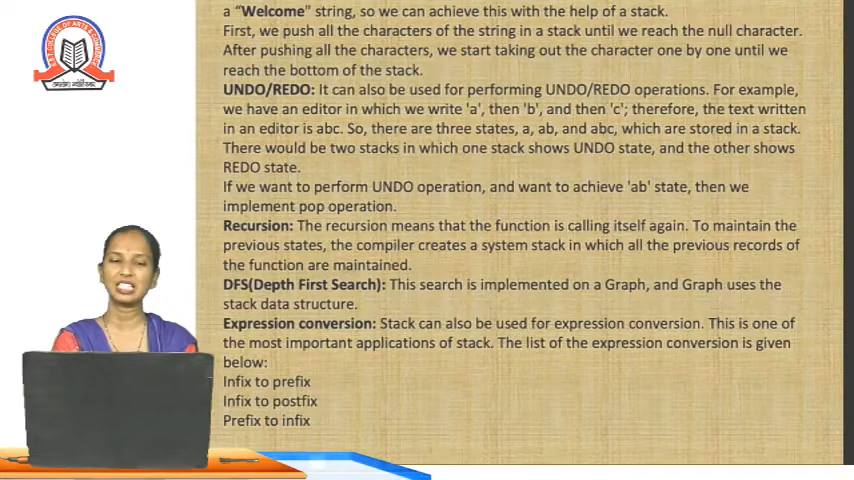 a “Welcome” string, so we can achieve this with the help of a stack.
First, we push all the characters of the string in a stack until we reach the null character.
After pushing all the characters, we start taking out the character one by one until we
reach the bottom of the stack.
UNDO/REDO: It can also be used for performing UNDO/REDO operations. For example,
we have an editor in which we write 'a', then 'b', and then 'c'; therefore, the text written
in an editor is abc. So, there are three states, a, ab, and abc, which are stored in a stack.
There would be two stacks in which one stack shows UNDO state, and the other shows
REDO state.
If we want to perform UNDO operation, and want to achieve 'ab' state, then we
implement pop operation.
Recursion: The recursion means that the function is calling itself again. To maintain the
previous states, the compiler creates a system stack in which all the previous records of
the function are maintained.
DFS(Depth First Search): This search is implemented on a Graph, and Graph uses the
stack data structure.
Expression conversion: Stack can also be used for expression conversion. This is one of
the most important applications of stack. The list of the expression conversion is given
below:
Infix to prefix
Infix to postfix
Prefix to infix